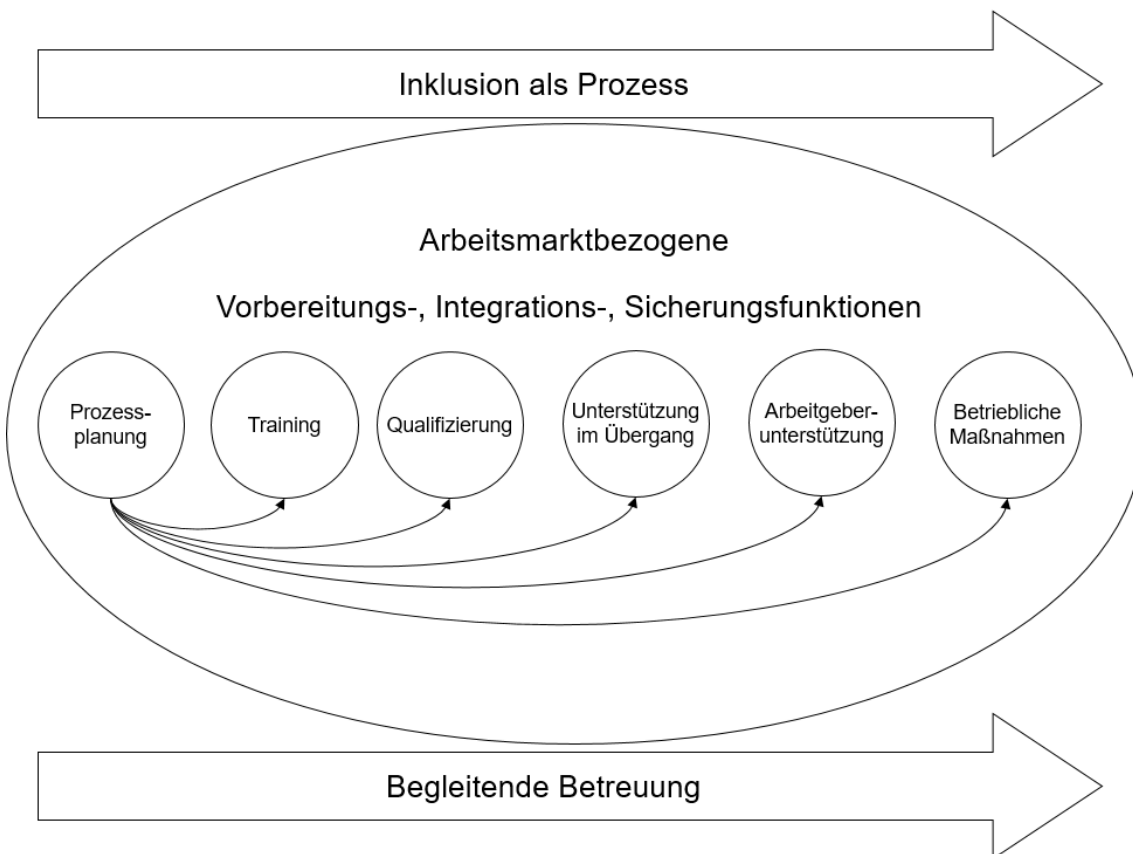 Inklusion als Prozess
Arbeitsmarktbezogene
Vorbereitungs-, Integrations-, Sicherungsfunktionen
Prozess-
planung
Training
Qualifizierung
Unterstützung
im Übergang
Arbeitgeber-
unterstützung
Betriebliche
Maßnahmen
Begleitende Betreuung